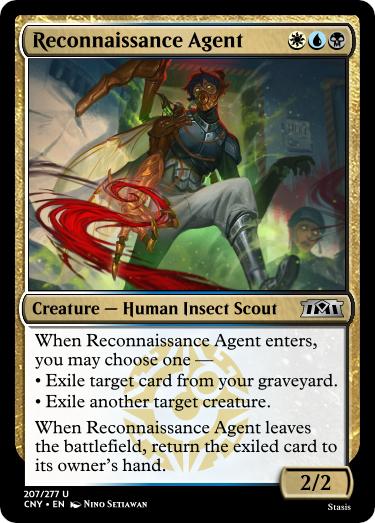 Reconnaissance Agent
Creature — Human Insect Scout
When Reconnaissance Agent enters,
you may choose one —
• Exile target card from your graveyard.
• Exile another target creature.
When Reconnaissance Agent leaves
the battlefield, return the exiled card to
its owner's hand.
2/2
207/277 U
CNY • EN Nino Setiawan
Stasis